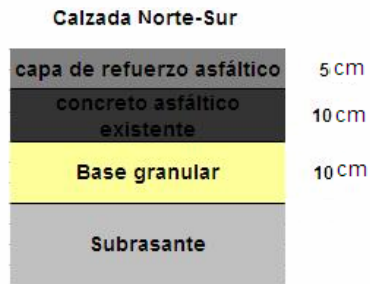 Calzada Norte-Sur
capa de refuerzo asfáltico 5 cm
concreto asfáltico
existente 10 cm
Base granular 10 cm
Subrasante